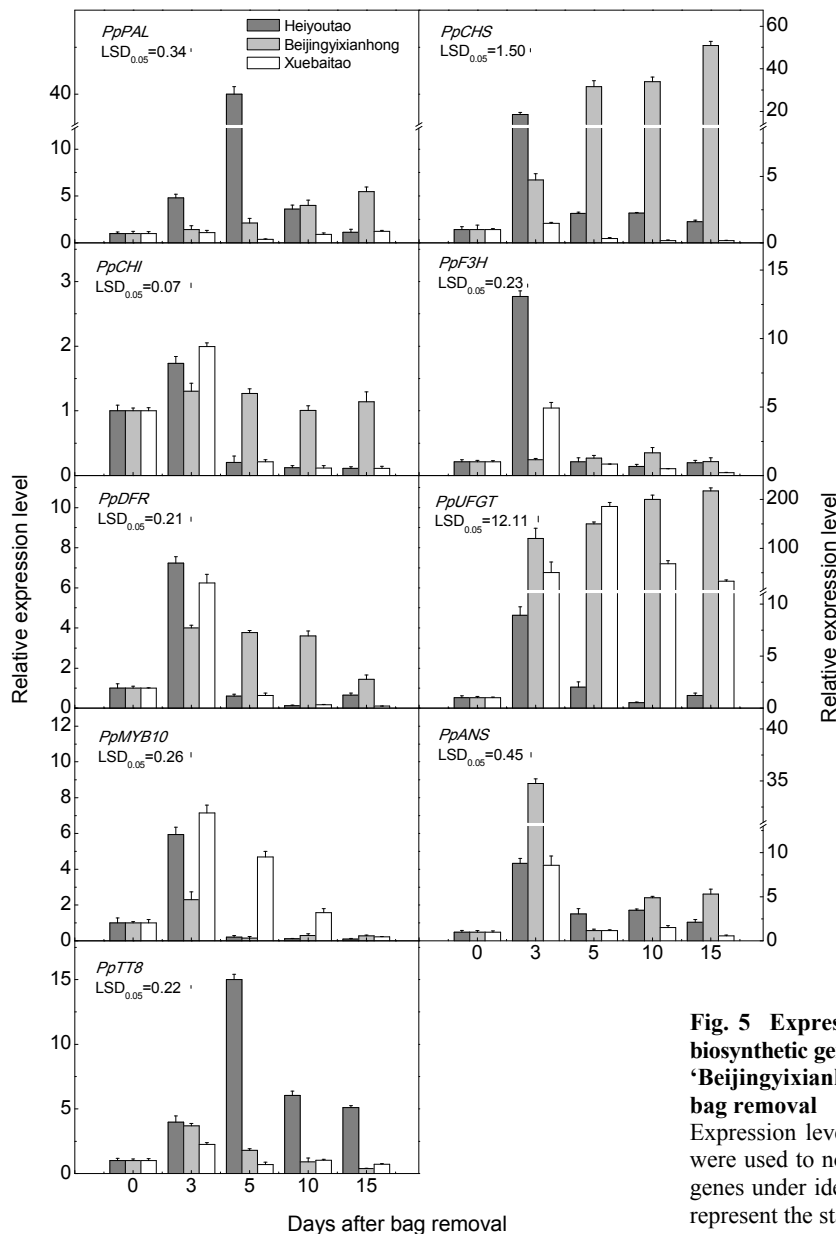 PpPAL
LSD0.05=0.34
Heiyoutao
Beijingyixianhong
Xuebaitao
PpCHS
LSD0.05=1.50
40
10
5
0
60
40
20
5
0
PpCHI
LSD0.05=0.07
3
2
1
0
PpF3H
LSD0.05=0.23
15
10
5
0
PpDFR
LSD0.05=0.21
10
8
6
4
2
0
PpUFGT
LSD0.05=12.11
200
100
10
5
0
PpMYB10
LSD0.05=0.26
12
10
8
6
4
2
0
PpANS
LSD0.05=0.45
40
35
10
5
0
0 3 5 10 15
PpTT8
LSD0.05=0.22
15
10
5
0
0 3 5 10 15
Relative expression level
Relative expression level
Days after bag removal
Fig. 5 Expres
biosynthetic ge
‘Beijingyixianh
bag removal
Expression leve
were used to no
genes under ide
represent the st